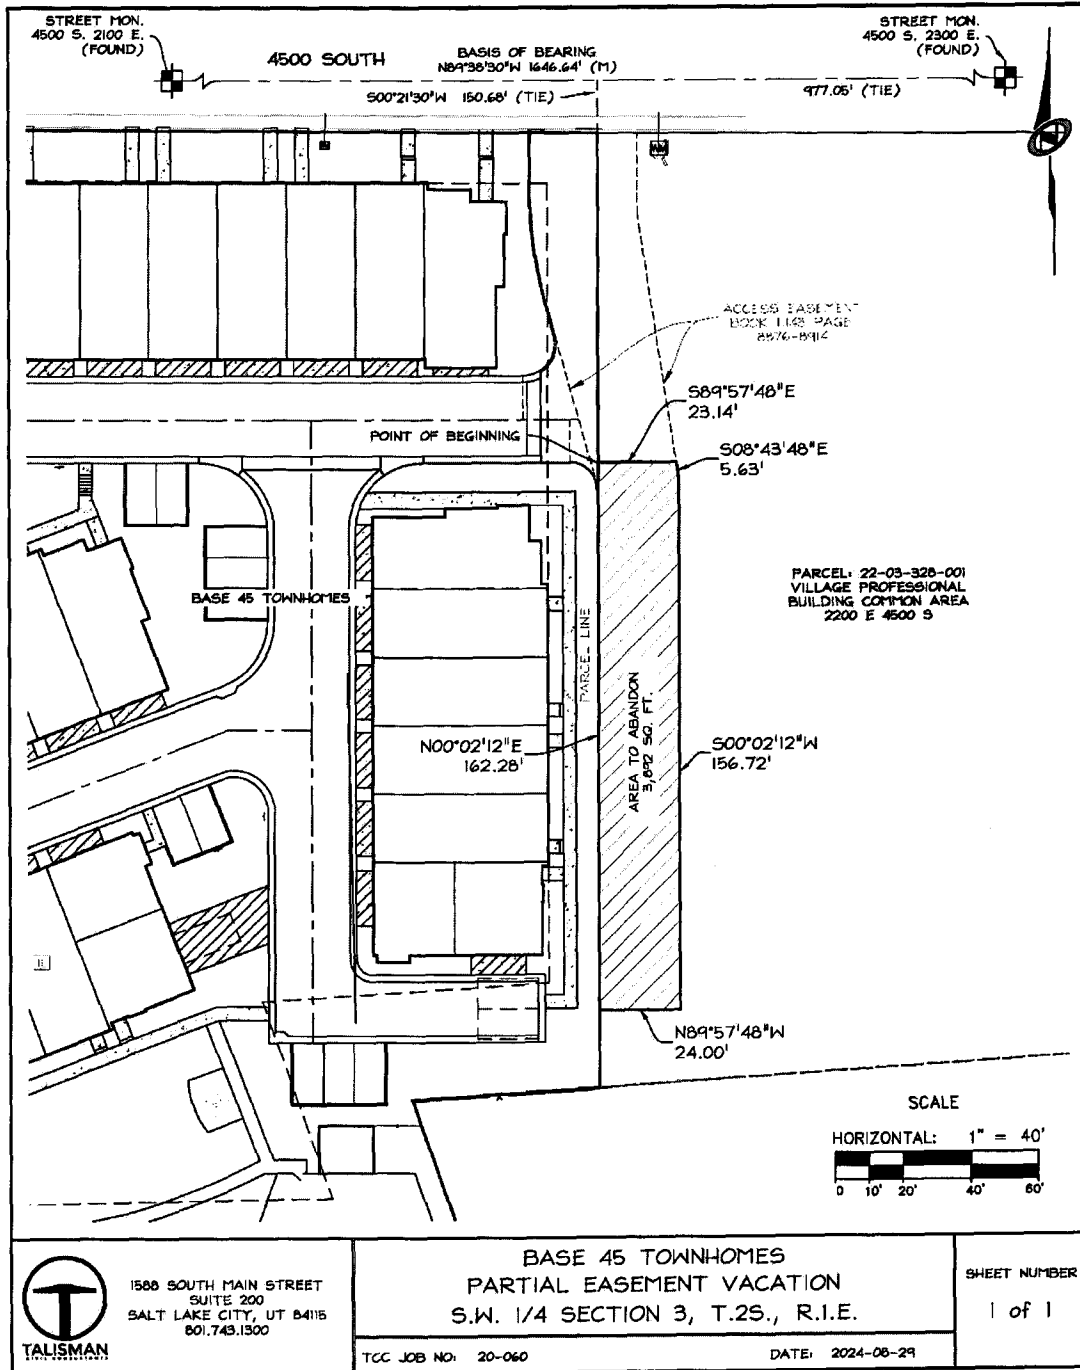 STREET MON.
4500 S. 2100 E.
(FOUND)
4500 SOUTH
BASIS OF BEARING
N89°38'30"W 1646.64' (M)
S00°21'30"W 150.68' (TIE)
STREET MON.
4500 S. 2300 E.
(FOUND)
977.05' (TIE)
ACCESS EASEMENT
BOOK PAGE
8876-8914
S89°57'48"E
23.14'
POINT OF BEGINNING
S08°43'48"E
5.63'
PARCEL: 22-03-328-001
VILLAGE PROFESSIONAL
BUILDING COMMON AREA
2200 E 4500 S
BASE 45 TOWNHOMES
PARCEL LINE
AREA TO ABANDON
3,892 SQ. FT.
N00°02'12"E
162.28'
S00°02'12"W
156.72'
N89°57'48"W
24.00'
SCALE
HORIZONTAL: 1" = 40'
0 10' 20' 40' 60'
TALISMAN
CIVIL CONSULTANTS
1588 SOUTH MAIN STREET
SUITE 200
SALT LAKE CITY, UT 84115
801.743.1300
BASE 45 TOWNHOMES
PARTIAL EASEMENT VACATION
S.W. 1/4 SECTION 3, T.2S., R.1.E.
TCC JOB NO: 20-060
DATE: 2024-08-29
SHEET NUMBER
1 of 1